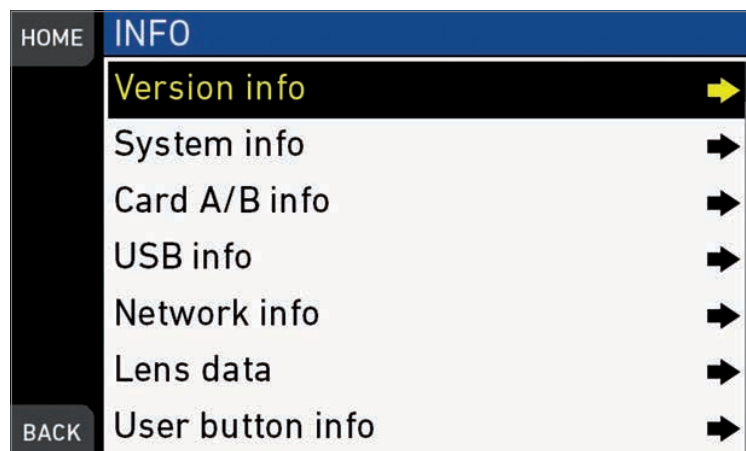 HOME
INFO
Version info
System info
Card A/B info
USB info
Network info
Lens data
User button info
BACK